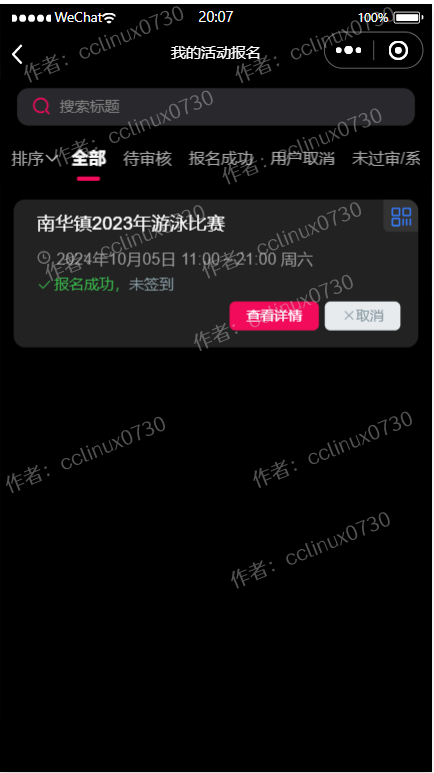 WeChat 20:07 100%
我的活动报名
搜索标题
排序 全部 待审核 报名成功 用户取消 未过审/系
南华镇2023年游泳比赛
2024年10月05日 11:00～21:00 周六
报名成功，未签到
查看详情 取消
作者：cclinux0730
作者：cclinux0730
作者：cclinux0730
作者：cclinux0730
作者：cclinux0730
作者：cclinux0730
作者：cclinux0730
作者：cclinux0730
作者：cclinux0730
作者：cclinux0730